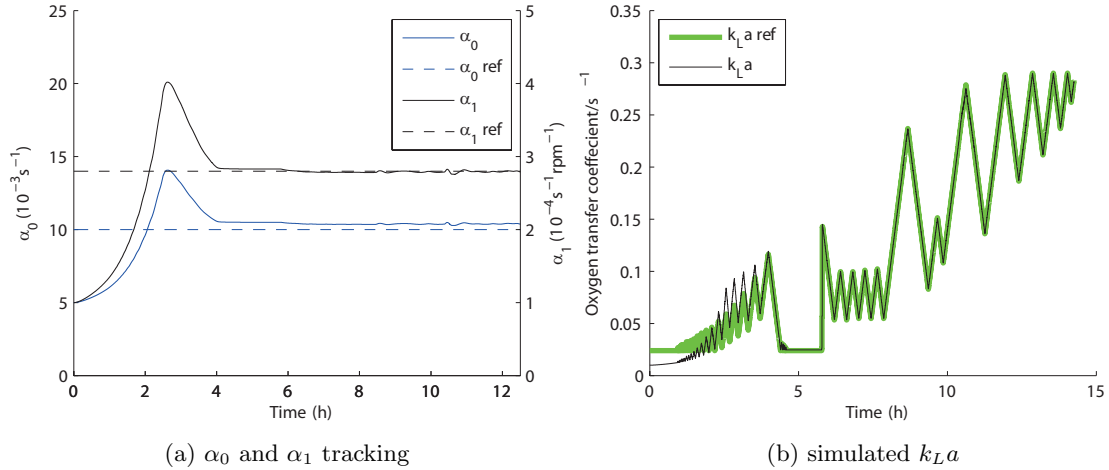 25
20
15
10
5
0
α₀ (10⁻³s⁻¹)
0 2 4 6 8 10 12
Time (h)
5
4
3
2
1
0
α₁ (10⁻⁴s⁻¹rpm⁻¹)
α₀
α₀ ref
α₁
α₁ ref
(a) α₀ and α₁ tracking
0.35
0.3
0.25
0.2
0.15
0.1
0.05
0
Oxygen transfer coeffecient/s⁻¹
0 5 10 15
Time (h)
k_L a ref
k_L a
(b) simulated k_L a